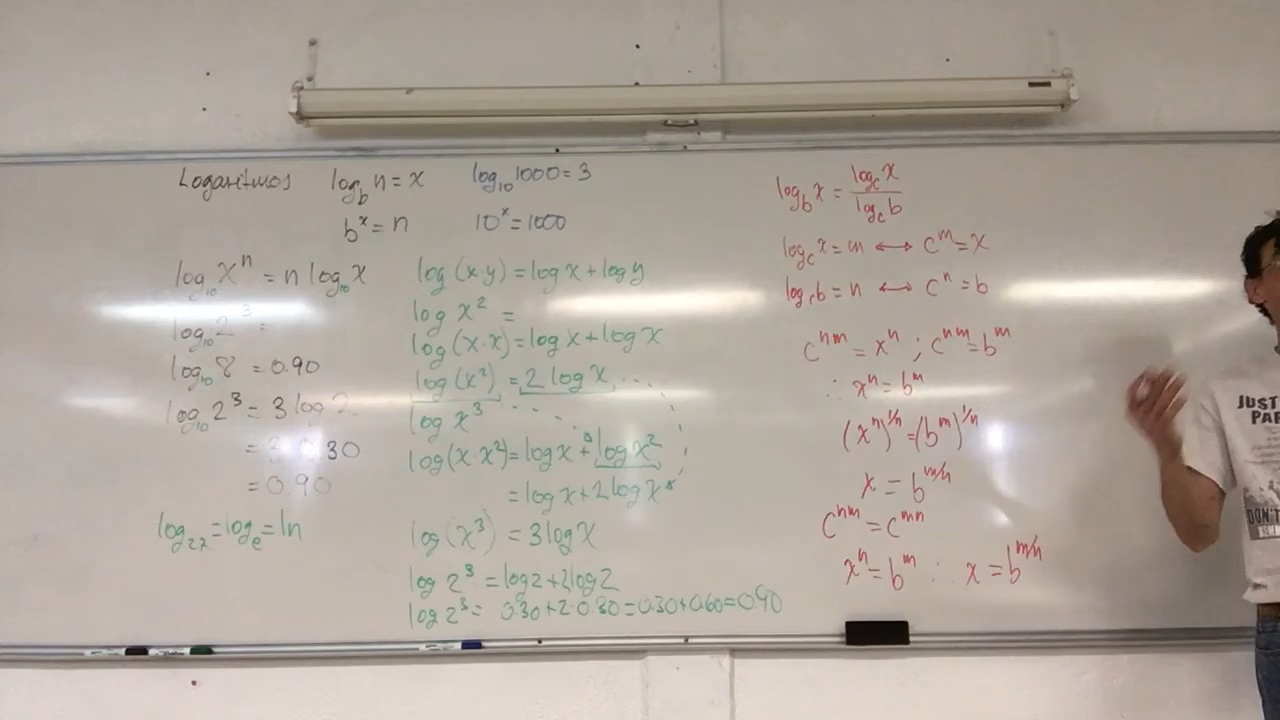 Logaritmos log_b n = x log_10 1000 = 3
b^x = n 10^x = 1000
log_10 x^n = n log_10 x
log_10 2^3 =
log_10 8 = 0.90
log_10 2^3 = 3 log 2
= 3 · 0.30
= 0.90
= log_e = ln
log (x·y) = log x + log y
log x^2 =
log (x·x) = log x + log x
log (x^2) = 2 log x ...
log x^3
log (x·x^2) = log x + log x^2
= log x + 2 log x
log (x^3) = 3 log x
log 2^3 = log 2 + 2 log 2
log 2^3 = 0.30 + 2·0.30 = 0.30 + 0.60 = 0.90
log_b x = log_c x / log_c b
log_c x = m ↔ c^m = x
log_c b = n ↔ c^n = b
c^nm = x^n ; c^nm = b^m
∴ x^n = b^m
(x^n)^1/n = (b^m)^1/n
x = b^m/n
c^nm = c^mn
x^n = b^m ∴ x = b^m/n
JUST
DON'T